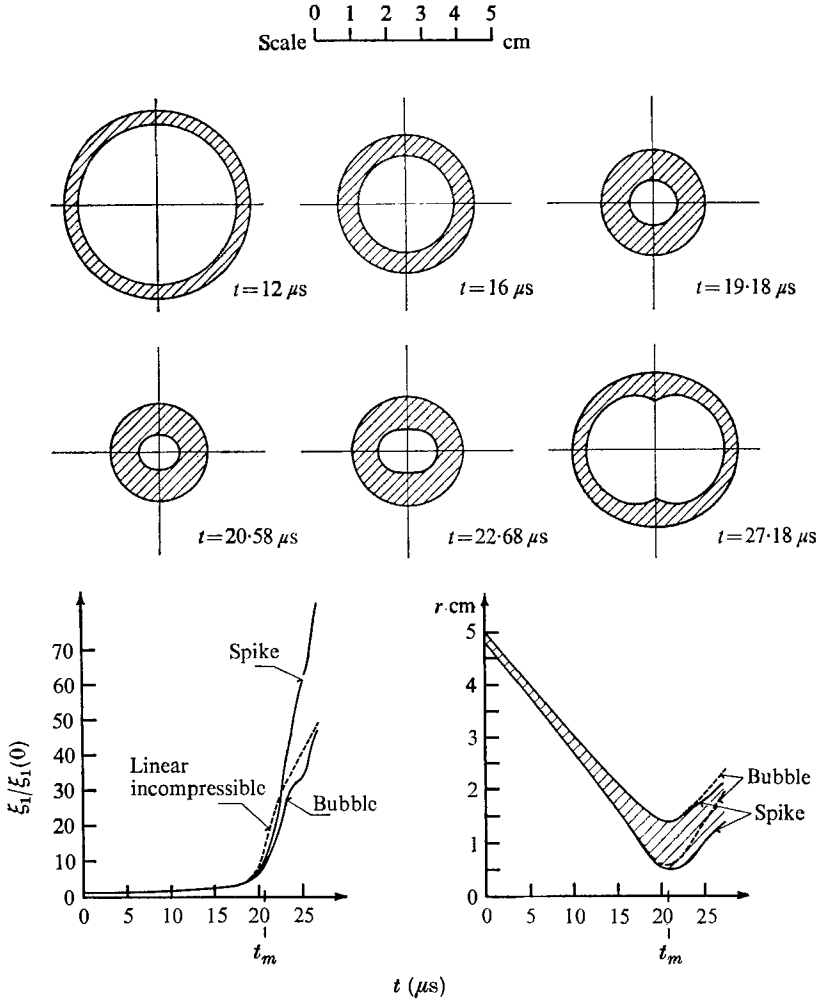 0 1 2 3 4 5
Scale cm
t=12 μs
t=16 μs
t=19·18 μs
t=20·58 μs
t=22·68 μs
t=27·18 μs
ξ₁/ξ₁(0)
70
60
50
40
30
20
10
0
Spike
Linear
incompressible
Bubble
0 5 10 15 20 25
tₘ
r cm
5
4
3
2
1
0
Bubble
Spike
0 5 10 15 20 25
tₘ
t (μs)